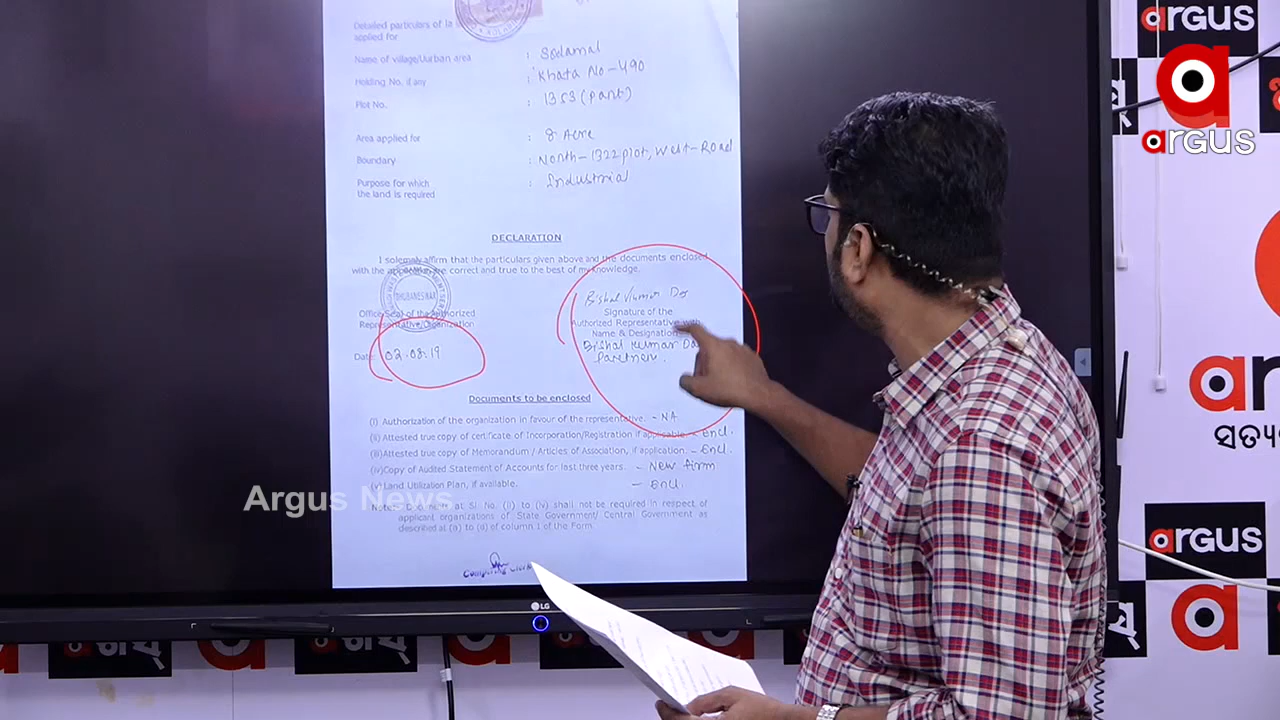 Detailed particulars of la
applied for
Name of village/Uurban area : Sodamal
Holding No, if any : Khata No - 490
Plot No. : 1353 (part)
Area applied for : 8 Acre
Boundary : North - 1322 plot, West - Road
Purpose for which : Industrial
the land is required
DECLARATION
I solemnly affirm that the particulars given above and the documents enclosed
with the application are correct and true to the best of my knowledge.
BHUBANESWAR
Office Seal of the Authorized
Representative/Organization
Date: 02.08.19
Bishal Kumar Das
Signature of the
Authorized Representative with
Name & Designation
Bishal Kumar Da
Partner.
Documents to be enclosed
(i) Authorization of the organization in favour of the representative. - NA
(ii) Attested true copy of certificate of Incorporation/Registration if applicable. - Encl.
(iii) Attested true copy of Memorandum / Articles of Association, if application. - Encl.
(iv) Copy of Audited Statement of Accounts for last three years. - New firm
(v) Land Utilization Plan, if available. - Encl.
Note: Documents at Sl No. (ii) to (iv) shall not be required in respect of
applicant organizations of State Government/ Central Government as
described at (a) to (d) of column 1 of the Form
Argus News
LG
argus
argus
argus
ସତ୍ୟ
argus